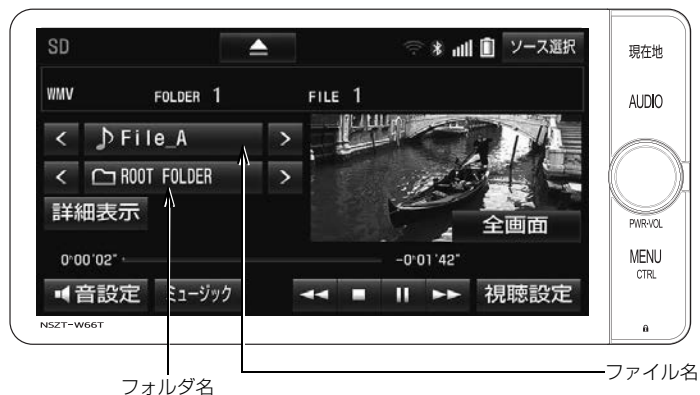 SD
ソース選択
WMV FOLDER 1 FILE 1
< File_A >
< ROOT FOLDER >
詳細表示
全画面
0°00'02" -0°01'42"
音設定 ミュージック 視聴設定
NSZT-W66T
現在地
AUDIO
PWR•VOL
MENU
CTRL
フォルダ名
ファイル名